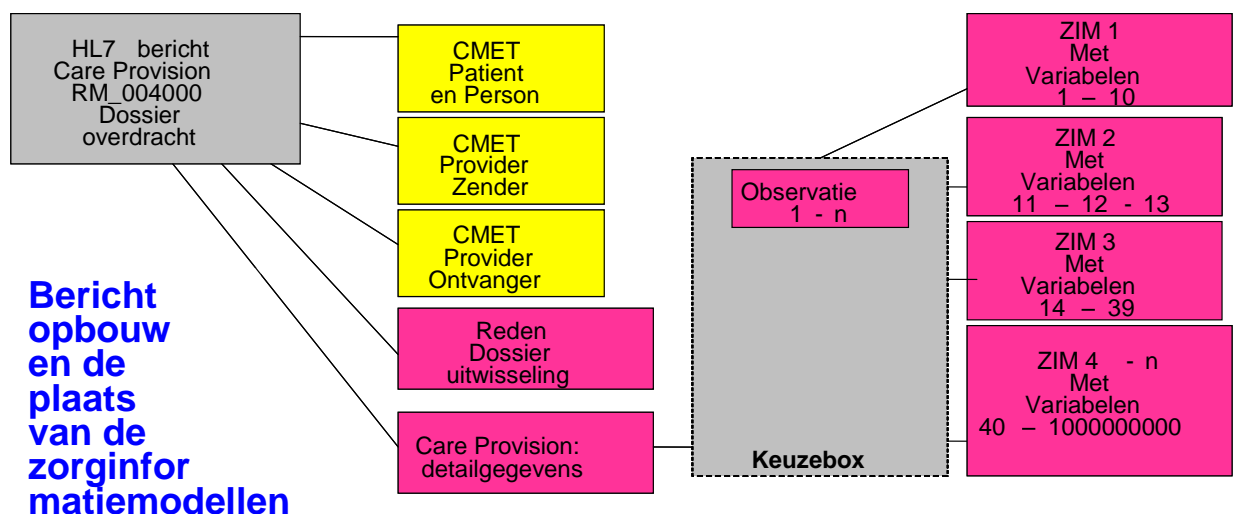 HL7 bericht
Care Provision
RM_004000
Dossier
overdracht
CMET
Patient
en Person
CMET
Provider
Zender
CMET
Provider
Ontvanger
Reden
Dossier
uitwisseling
Care Provision:
detailgegevens
Observatie
1 - n
Keuzebox
ZIM 1
Met
Variabelen
1 – 10
ZIM 2
Met
Variabelen
11 – 12 - 13
ZIM 3
Met
Variabelen
14 – 39
ZIM 4 - n
Met
Variabelen
40 – 1000000000
Bericht
opbouw
en de
plaats
van de
zorginfor
matiemodellen